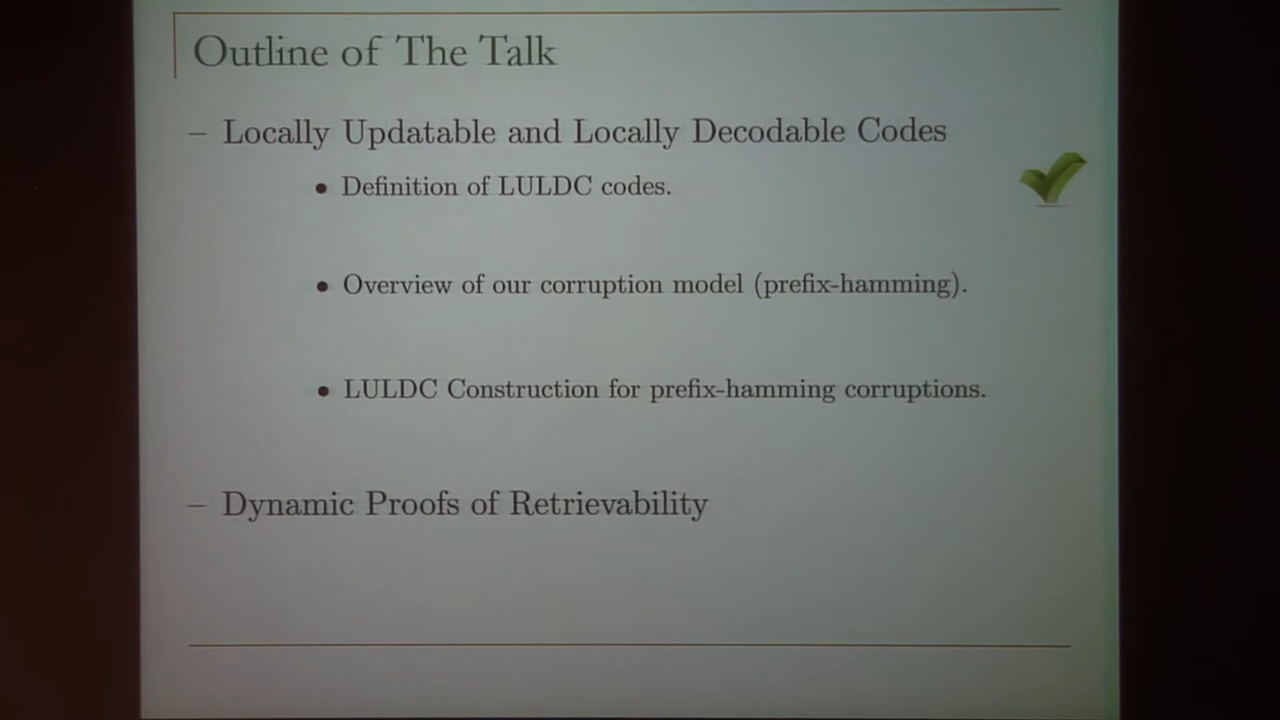 Outline of The Talk
– Locally Updatable and Locally Decodable Codes
• Definition of LULDC codes.
• Overview of our corruption model (prefix-hamming).
• LULDC Construction for prefix-hamming corruptions.
– Dynamic Proofs of Retrievability